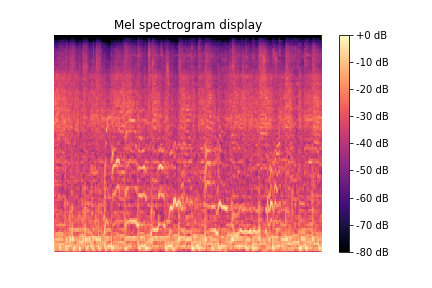 Mel spectrogram display
+0 dB
-10 dB
-20 dB
-30 dB
-40 dB
-50 dB
-60 dB
-70 dB
-80 dB